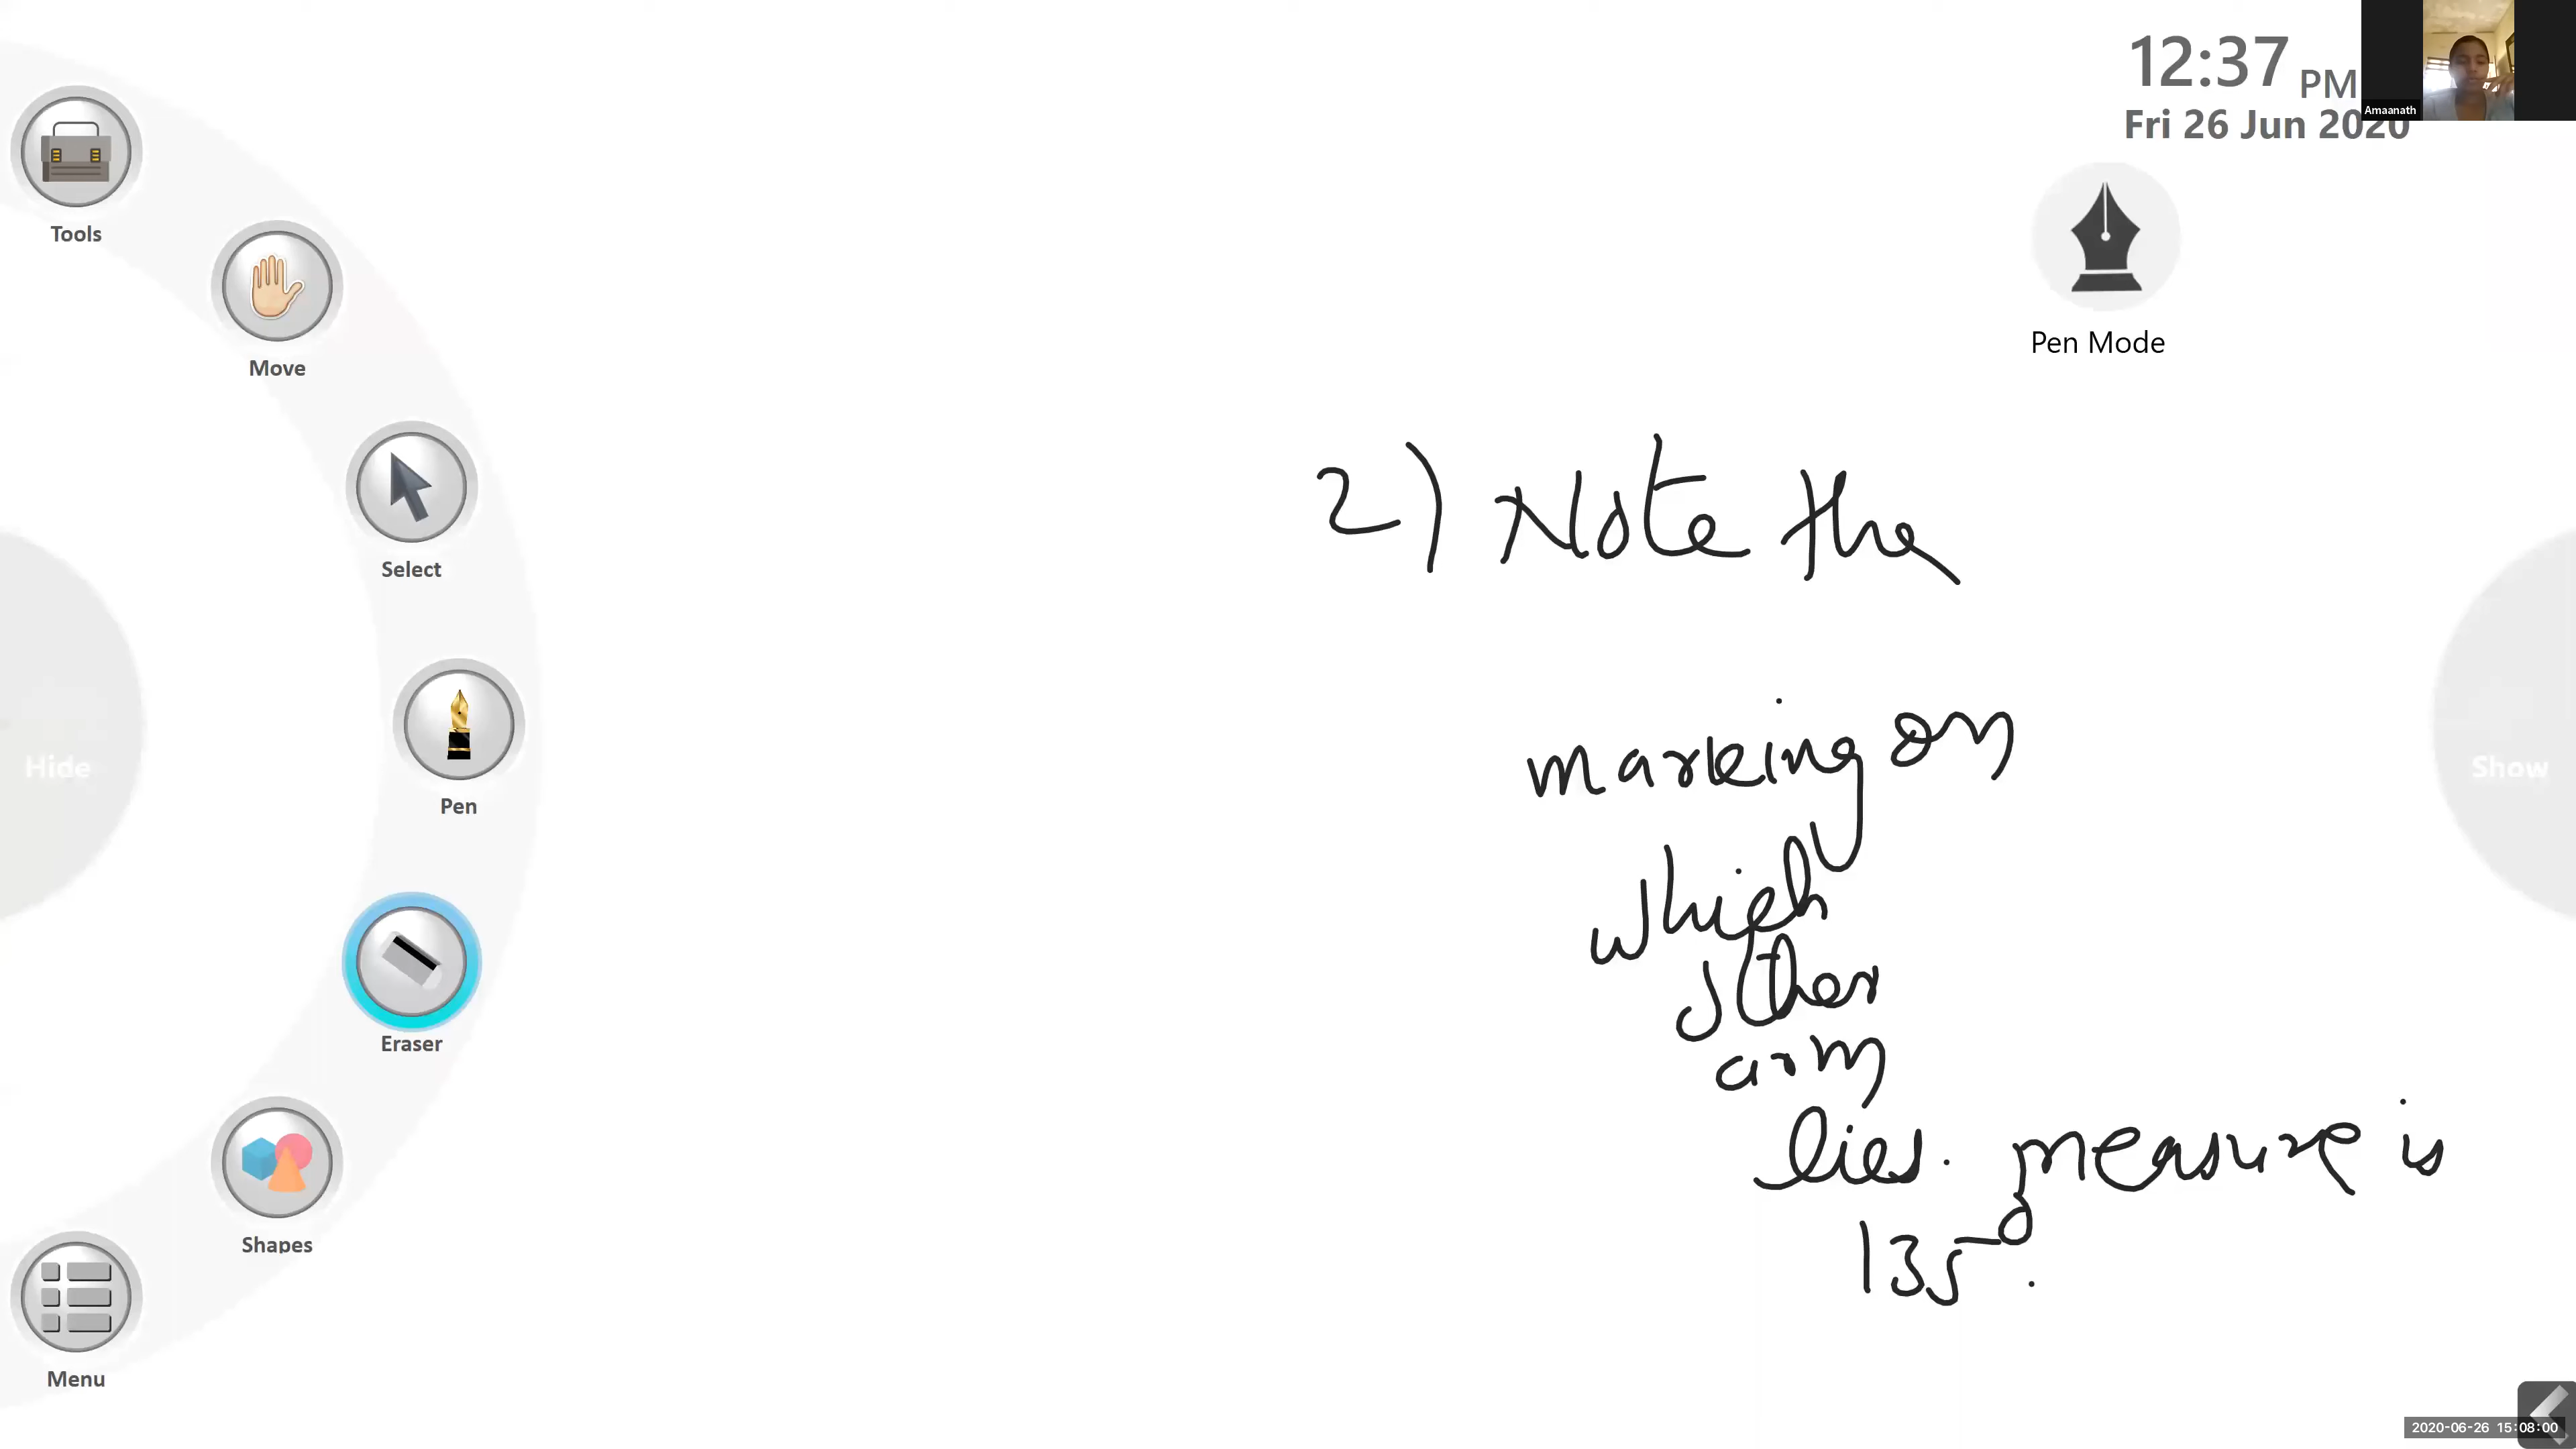 12:37 PM
Amaanath
Fri 26 Jun 2020
Tools
Move
Pen Mode
Select
2) Note the
Hide
Show
marking on
Pen
which
other
Eraser
arm
lies. measure is
135.
Shapes
Menu
2020-06-26 15:08:00